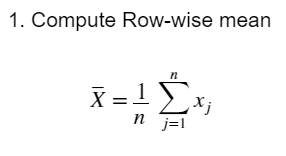 1. Compute Row-wise mean
X̄ = 1/n ∑_{j=1}^{n} x_j